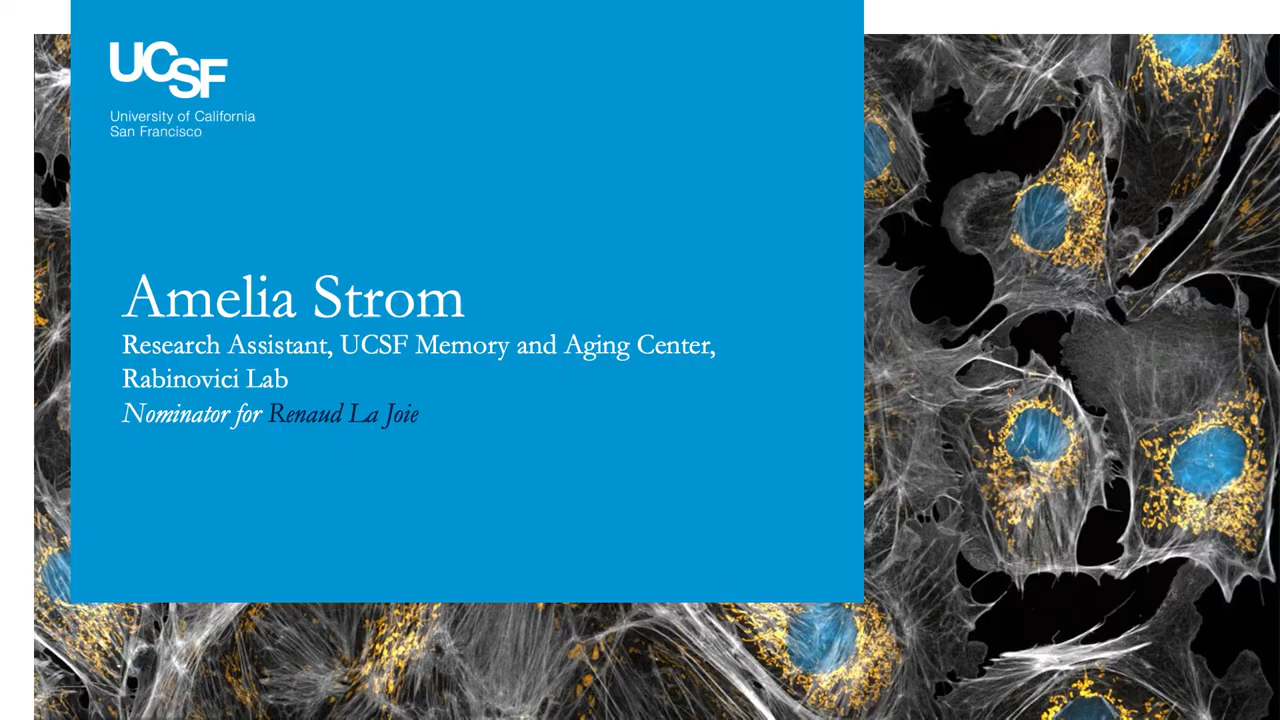 UCSF
University of California
San Francisco
Amelia Strom
Research Assistant, UCSF Memory and Aging Center,
Rabinovici Lab
Nominator for Renaud La Joie